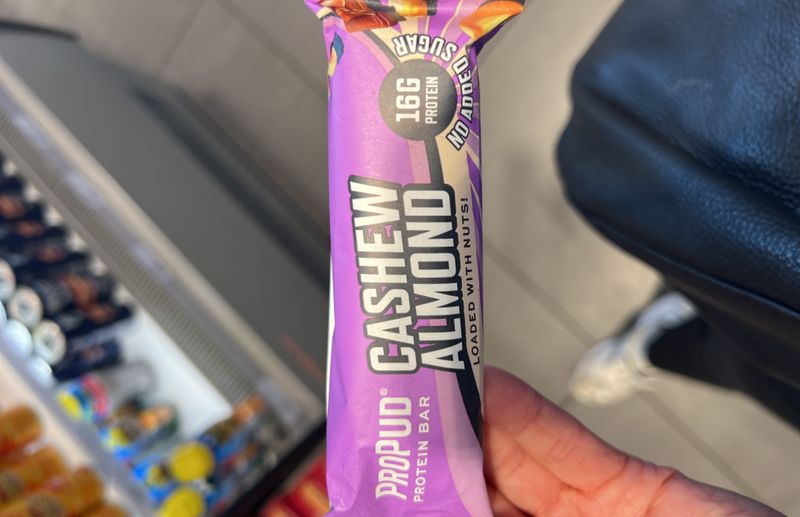 NO ADDED SUGAR
16G
PROTEIN
CASHEW
ALMOND
LOADED WITH NUTS!
PROPUD®
PROTEIN BAR